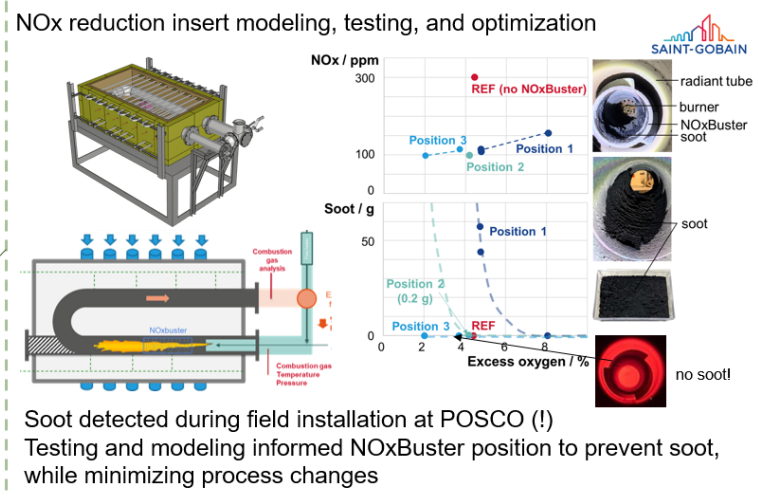 NOx reduction insert modeling, testing, and optimization
SAINT-GOBAIN
NOx / ppm
300
REF (no NOxBuster)
Position 3
Position 1
Position 2
100
0
radiant tube
burner
NOxBuster
soot
Soot / g
50
Position 1
soot
Position 2
(0.2 g)
Position 3
REF
0
0
2
4
6
8
Excess oxygen / %
no soot!
Combustion
gas
analysis
NOxbuster
Combustion gas
Temperature
Pressure
Soot detected during field installation at POSCO (!)
Testing and modeling informed NOxBuster position to prevent soot,
while minimizing process changes